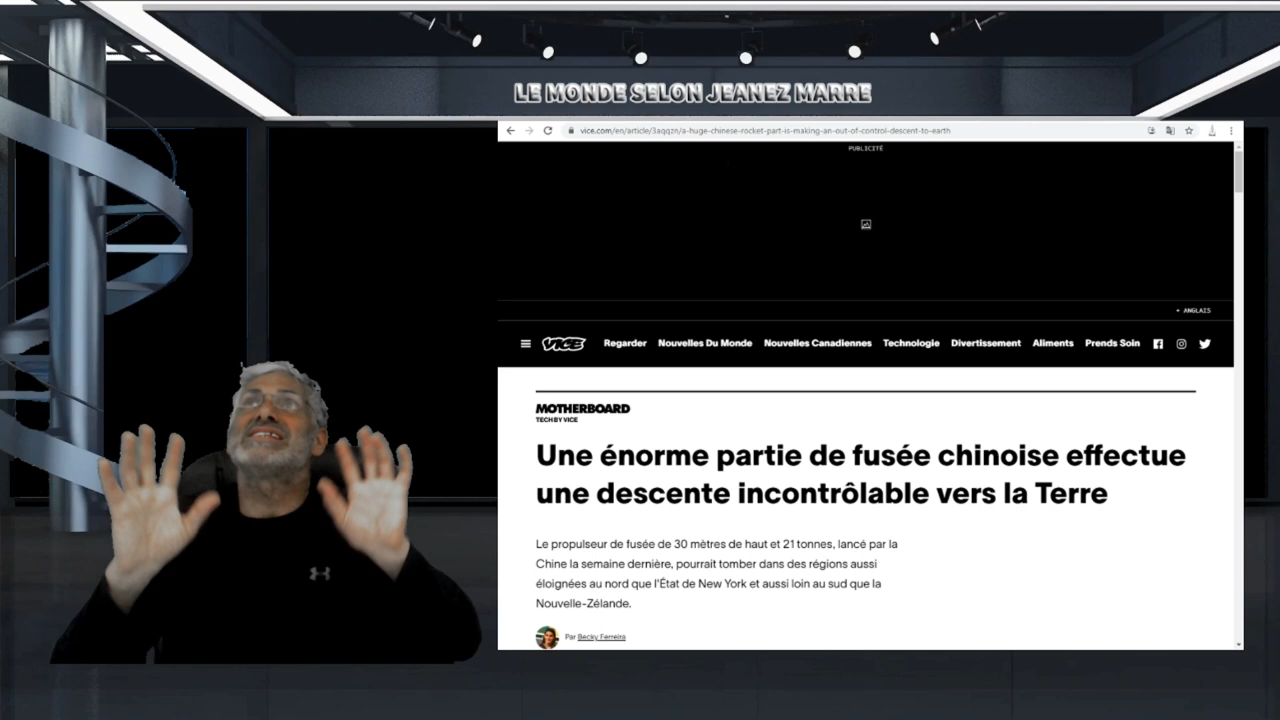 LE MONDE SELON JEANEZ MARRE
vice.com/en/article/3aqqzn/a-huge-chinese-rocket-part-is-making-an-out-of-control-descent-to-earth
PUBLICITÉ
+ ANGLAIS
VICE Regarder Nouvelles Du Monde Nouvelles Canadiennes Technologie Divertissement Aliments Prends Soin
MOTHERBOARD
TECH BY VICE
Une énorme partie de fusée chinoise effectue
une descente incontrôlable vers la Terre
Le propulseur de fusée de 30 mètres de haut et 21 tonnes, lancé par la
Chine la semaine dernière, pourrait tomber dans des régions aussi
éloignées au nord que l'État de New York et aussi loin au sud que la
Nouvelle-Zélande.
Par Becky Ferreira